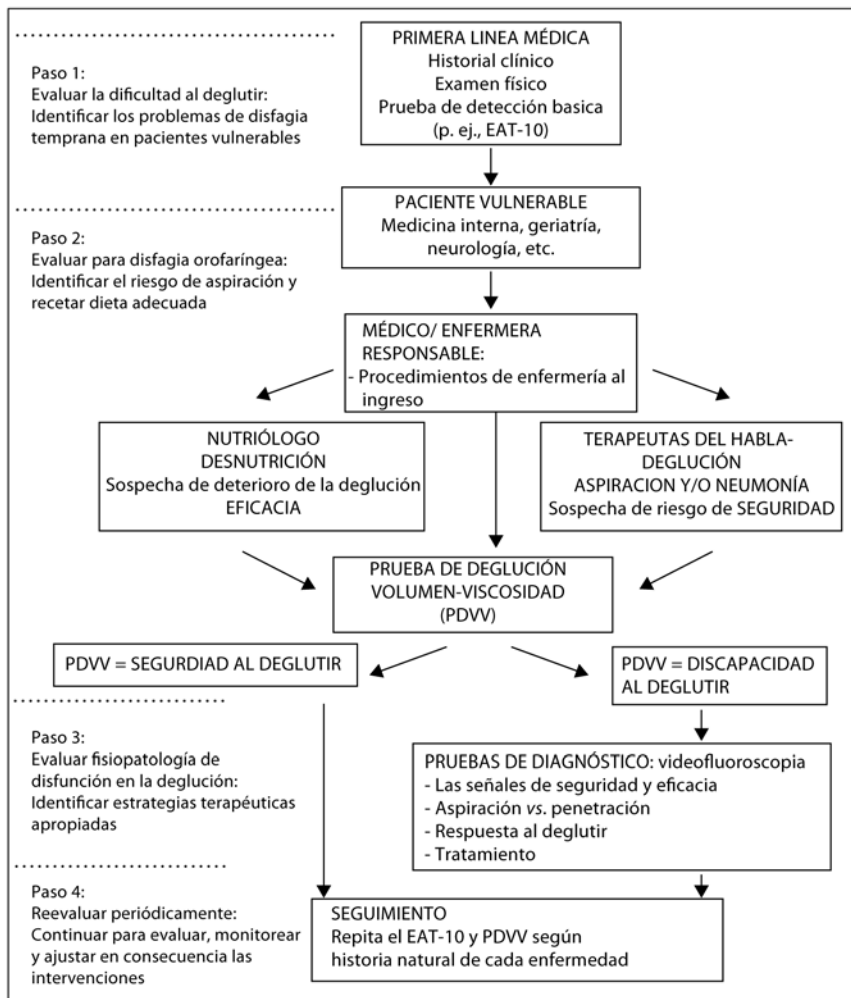 PRIMERA LINEA MÉDICA
Historial clínico
Examen físico
Prueba de detección basica
(p. ej., EAT-10)
Paso 1:
Evaluar la dificultad al deglutir:
Identificar los problemas de disfagia
temprana en pacientes vulnerables
PACIENTE VULNERABLE
Medicina interna, geriatría,
neurología, etc.
Paso 2:
Evaluar para disfagia orofaríngea:
Identificar el riesgo de aspiración y
recetar dieta adecuada
MÉDICO/ ENFERMERA
RESPONSABLE:
- Procedimientos de enfermería al
ingreso
NUTRIÓLOGO
DESNUTRICIÓN
Sospecha de deterioro de la deglución
EFICACIA
TERAPEUTAS DEL HABLA-
DEGLUCIÓN
ASPIRACION Y/O NEUMONÍA
Sospecha de riesgo de SEGURIDAD
PRUEBA DE DEGLUCIÓN
VOLUMEN-VISCOSIDAD
(PDVV)
PDVV = SEGURDIAD AL DEGLUTIR
PDVV = DISCAPACIDAD
AL DEGLUTIR
Paso 3:
Evaluar fisiopatología de
disfunción en la deglución:
Identificar estrategias terapéuticas
apropiadas
PRUEBAS DE DIAGNÓSTICO: videofluoroscopia
- Las señales de seguridad y eficacia
- Aspiración vs. penetración
- Respuesta al deglutir
- Tratamiento
Paso 4:
Reevaluar periódicamente:
Continuar para evaluar, monitorear
y ajustar en consecuencia las
intervenciones
SEGUIMIENTO
Repita el EAT-10 y PDVV según
historia natural de cada enfermedad